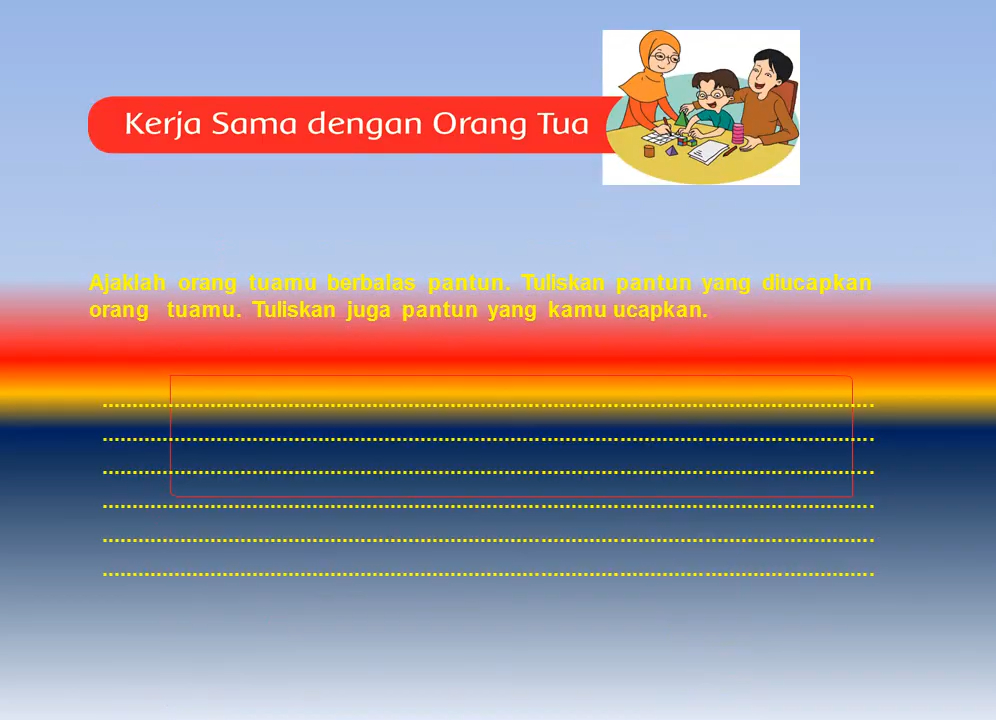 Kerja Sama dengan Orang Tua
Ajaklah orang tuamu berbalas pantun. Tuliskan pantun yang diucapkan
orang tuamu. Tuliskan juga pantun yang kamu ucapkan.